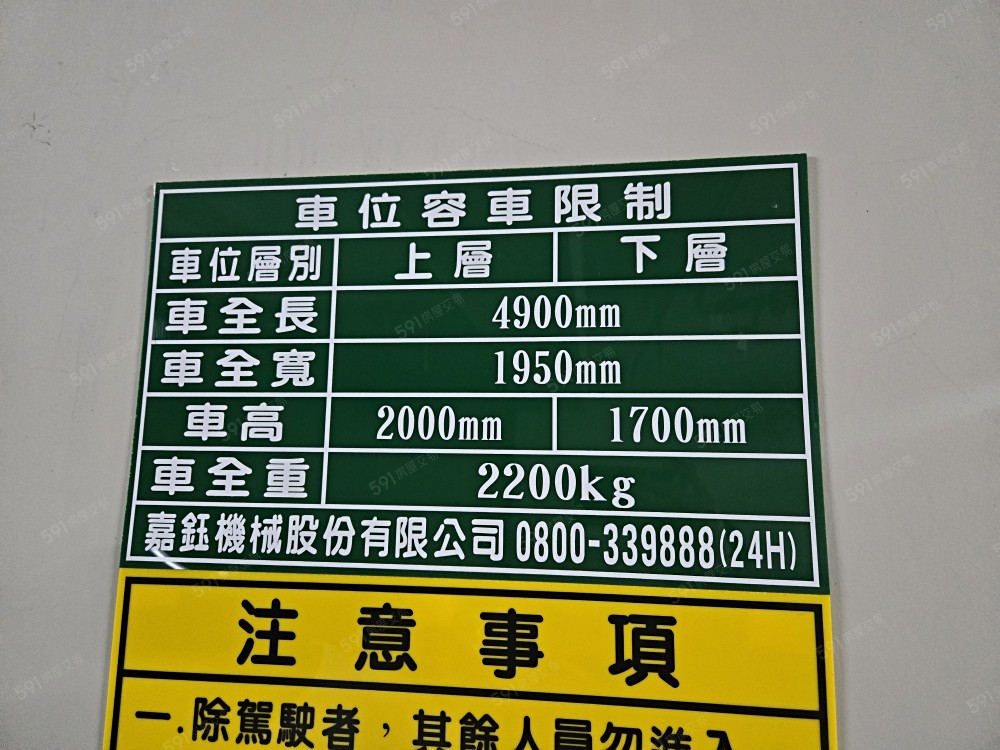 車位容車限制
車位層別 上層 下層
車全長 4900mm
車全寬 1950mm
車高 2000mm 1700mm
車全重 2200kg
嘉鈺機械股份有限公司 0800-339888(24H)
注意事項
一.除駕駛者，其餘人員勿進入